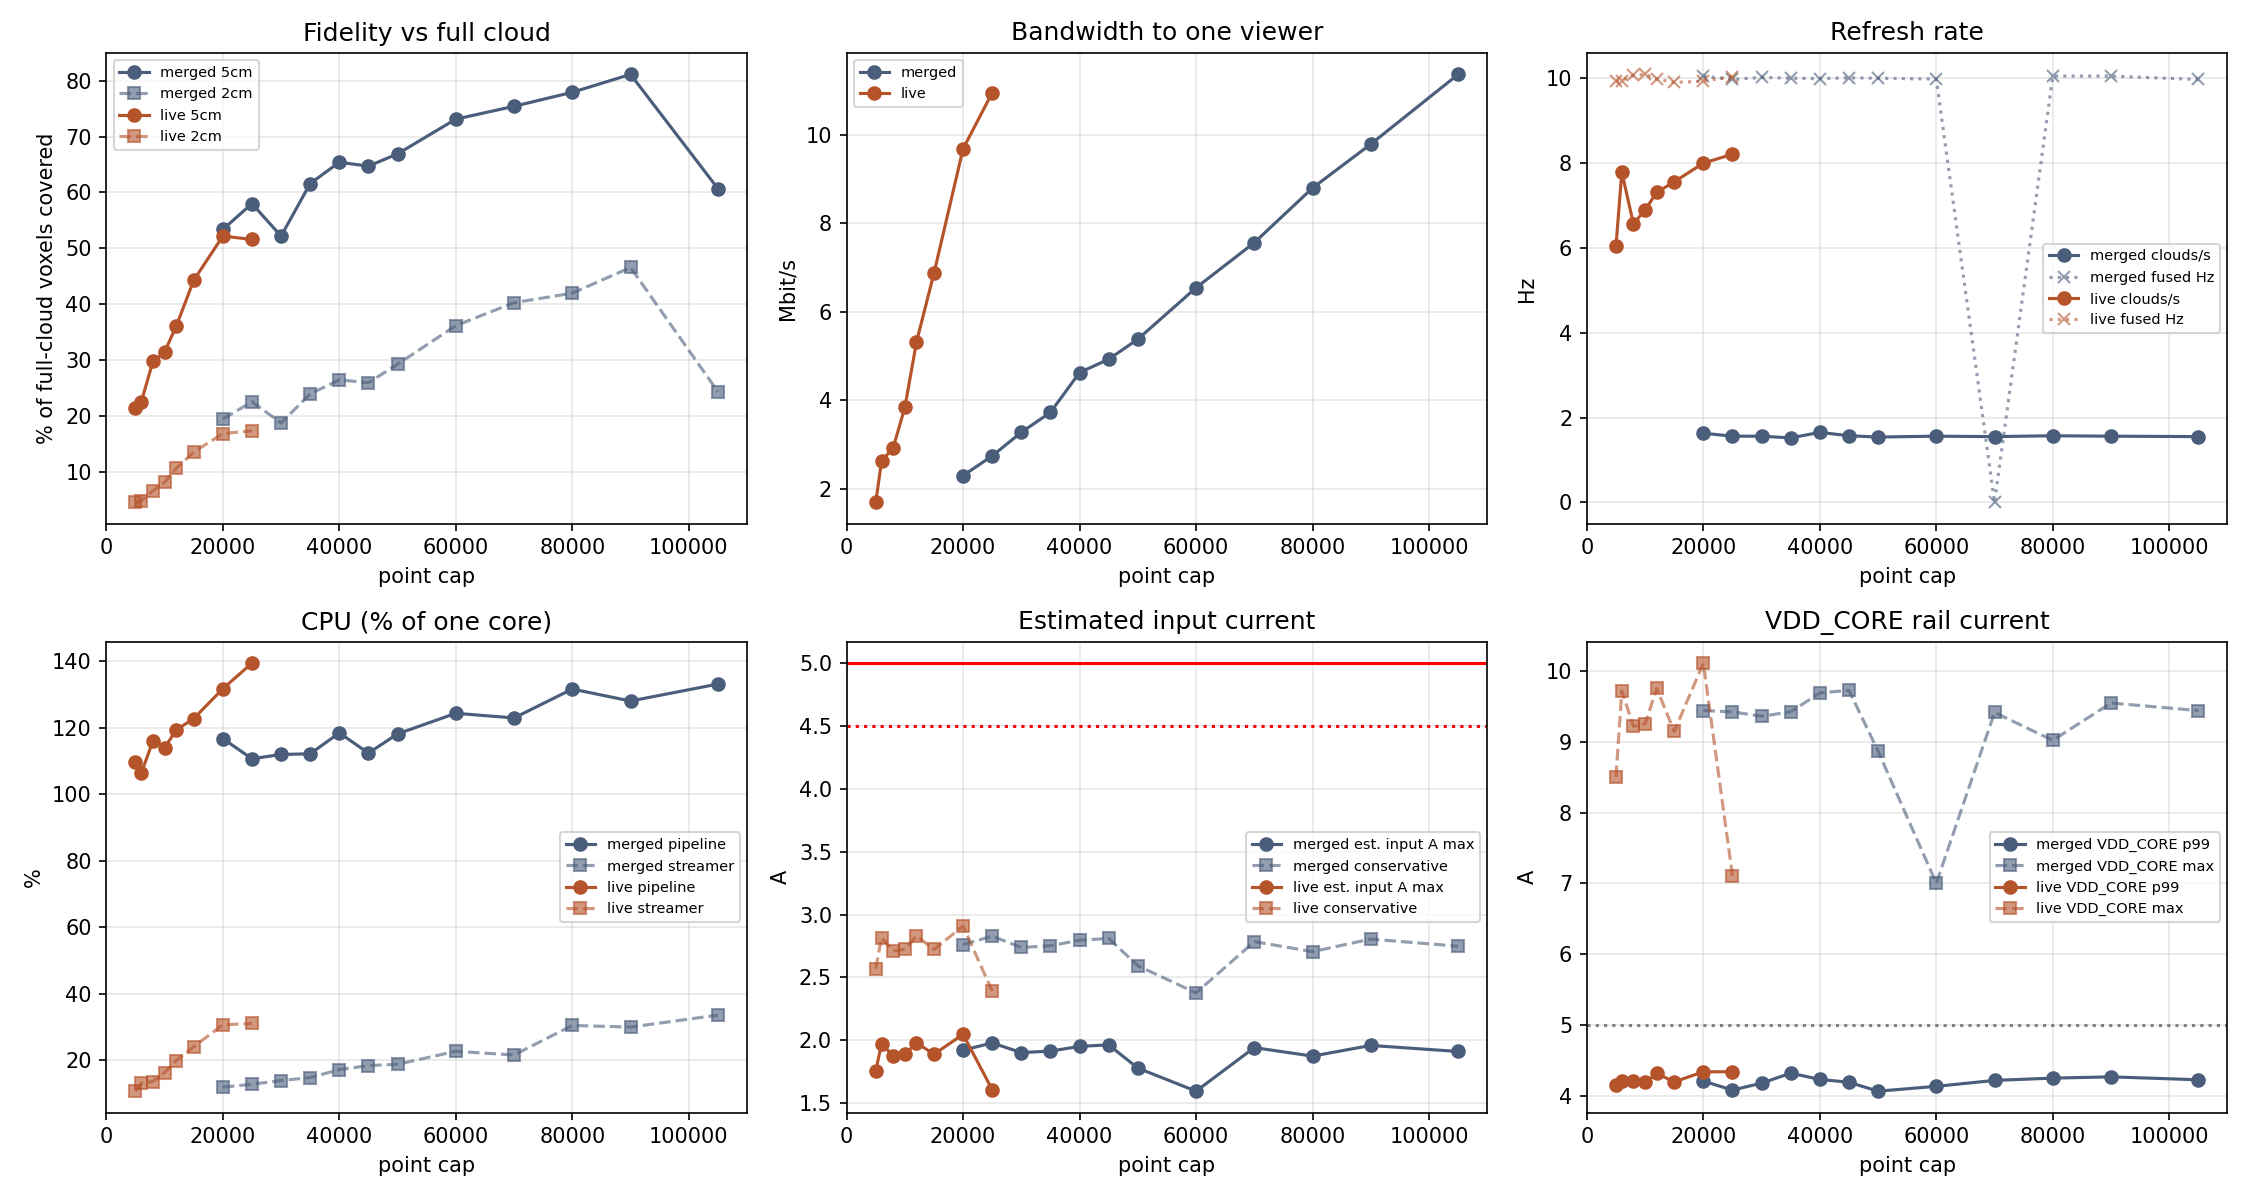 Fidelity vs full cloud
% of full-cloud voxels covered
80
70
60
50
40
30
20
10
merged 5cm
merged 2cm
live 5cm
live 2cm
0 20000 40000 60000 80000 100000
point cap
Bandwidth to one viewer
Mbit/s
10
8
6
4
2
merged
live
0 20000 40000 60000 80000 100000
point cap
Refresh rate
Hz
10
8
6
4
2
0
merged clouds/s
merged fused Hz
live clouds/s
live fused Hz
0 20000 40000 60000 80000 100000
point cap
CPU (% of one core)
%
140
120
100
80
60
40
20
merged pipeline
merged streamer
live pipeline
live streamer
0 20000 40000 60000 80000 100000
point cap
Estimated input current
A
5.0
4.5
4.0
3.5
3.0
2.5
2.0
1.5
merged est. input A max
merged conservative
live est. input A max
live conservative
0 20000 40000 60000 80000 100000
point cap
VDD_CORE rail current
A
10
9
8
7
6
5
4
merged VDD_CORE p99
merged VDD_CORE max
live VDD_CORE p99
live VDD_CORE max
0 20000 40000 60000 80000 100000
point cap